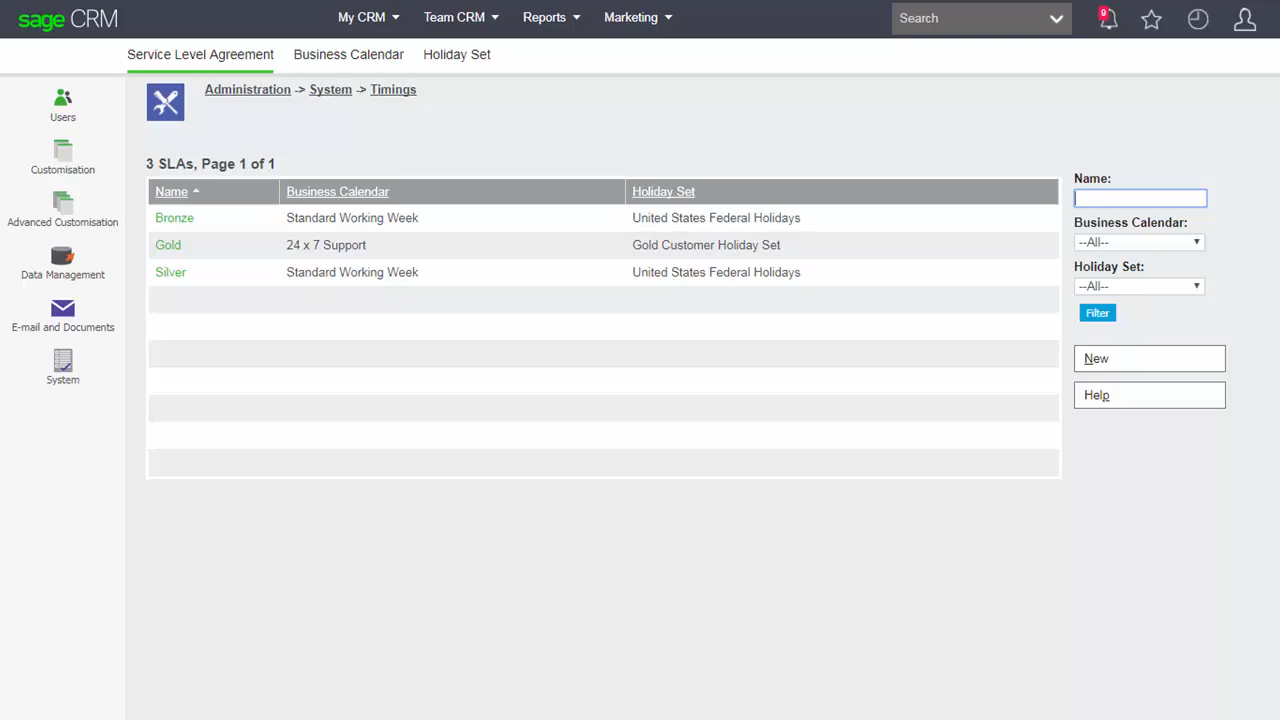 sage CRM
My CRM Team CRM Reports Marketing Search 9
Service Level Agreement Business Calendar Holiday Set
Administration -> System -> Timings
Users
Customisation
Advanced Customisation
Data Management
E-mail and Documents
System
3 SLAs, Page 1 of 1
Name Business Calendar Holiday Set
Bronze Standard Working Week United States Federal Holidays
Gold 24 x 7 Support Gold Customer Holiday Set
Silver Standard Working Week United States Federal Holidays
Name:
Business Calendar:
--All--
Holiday Set:
--All--
Filter
New
Help